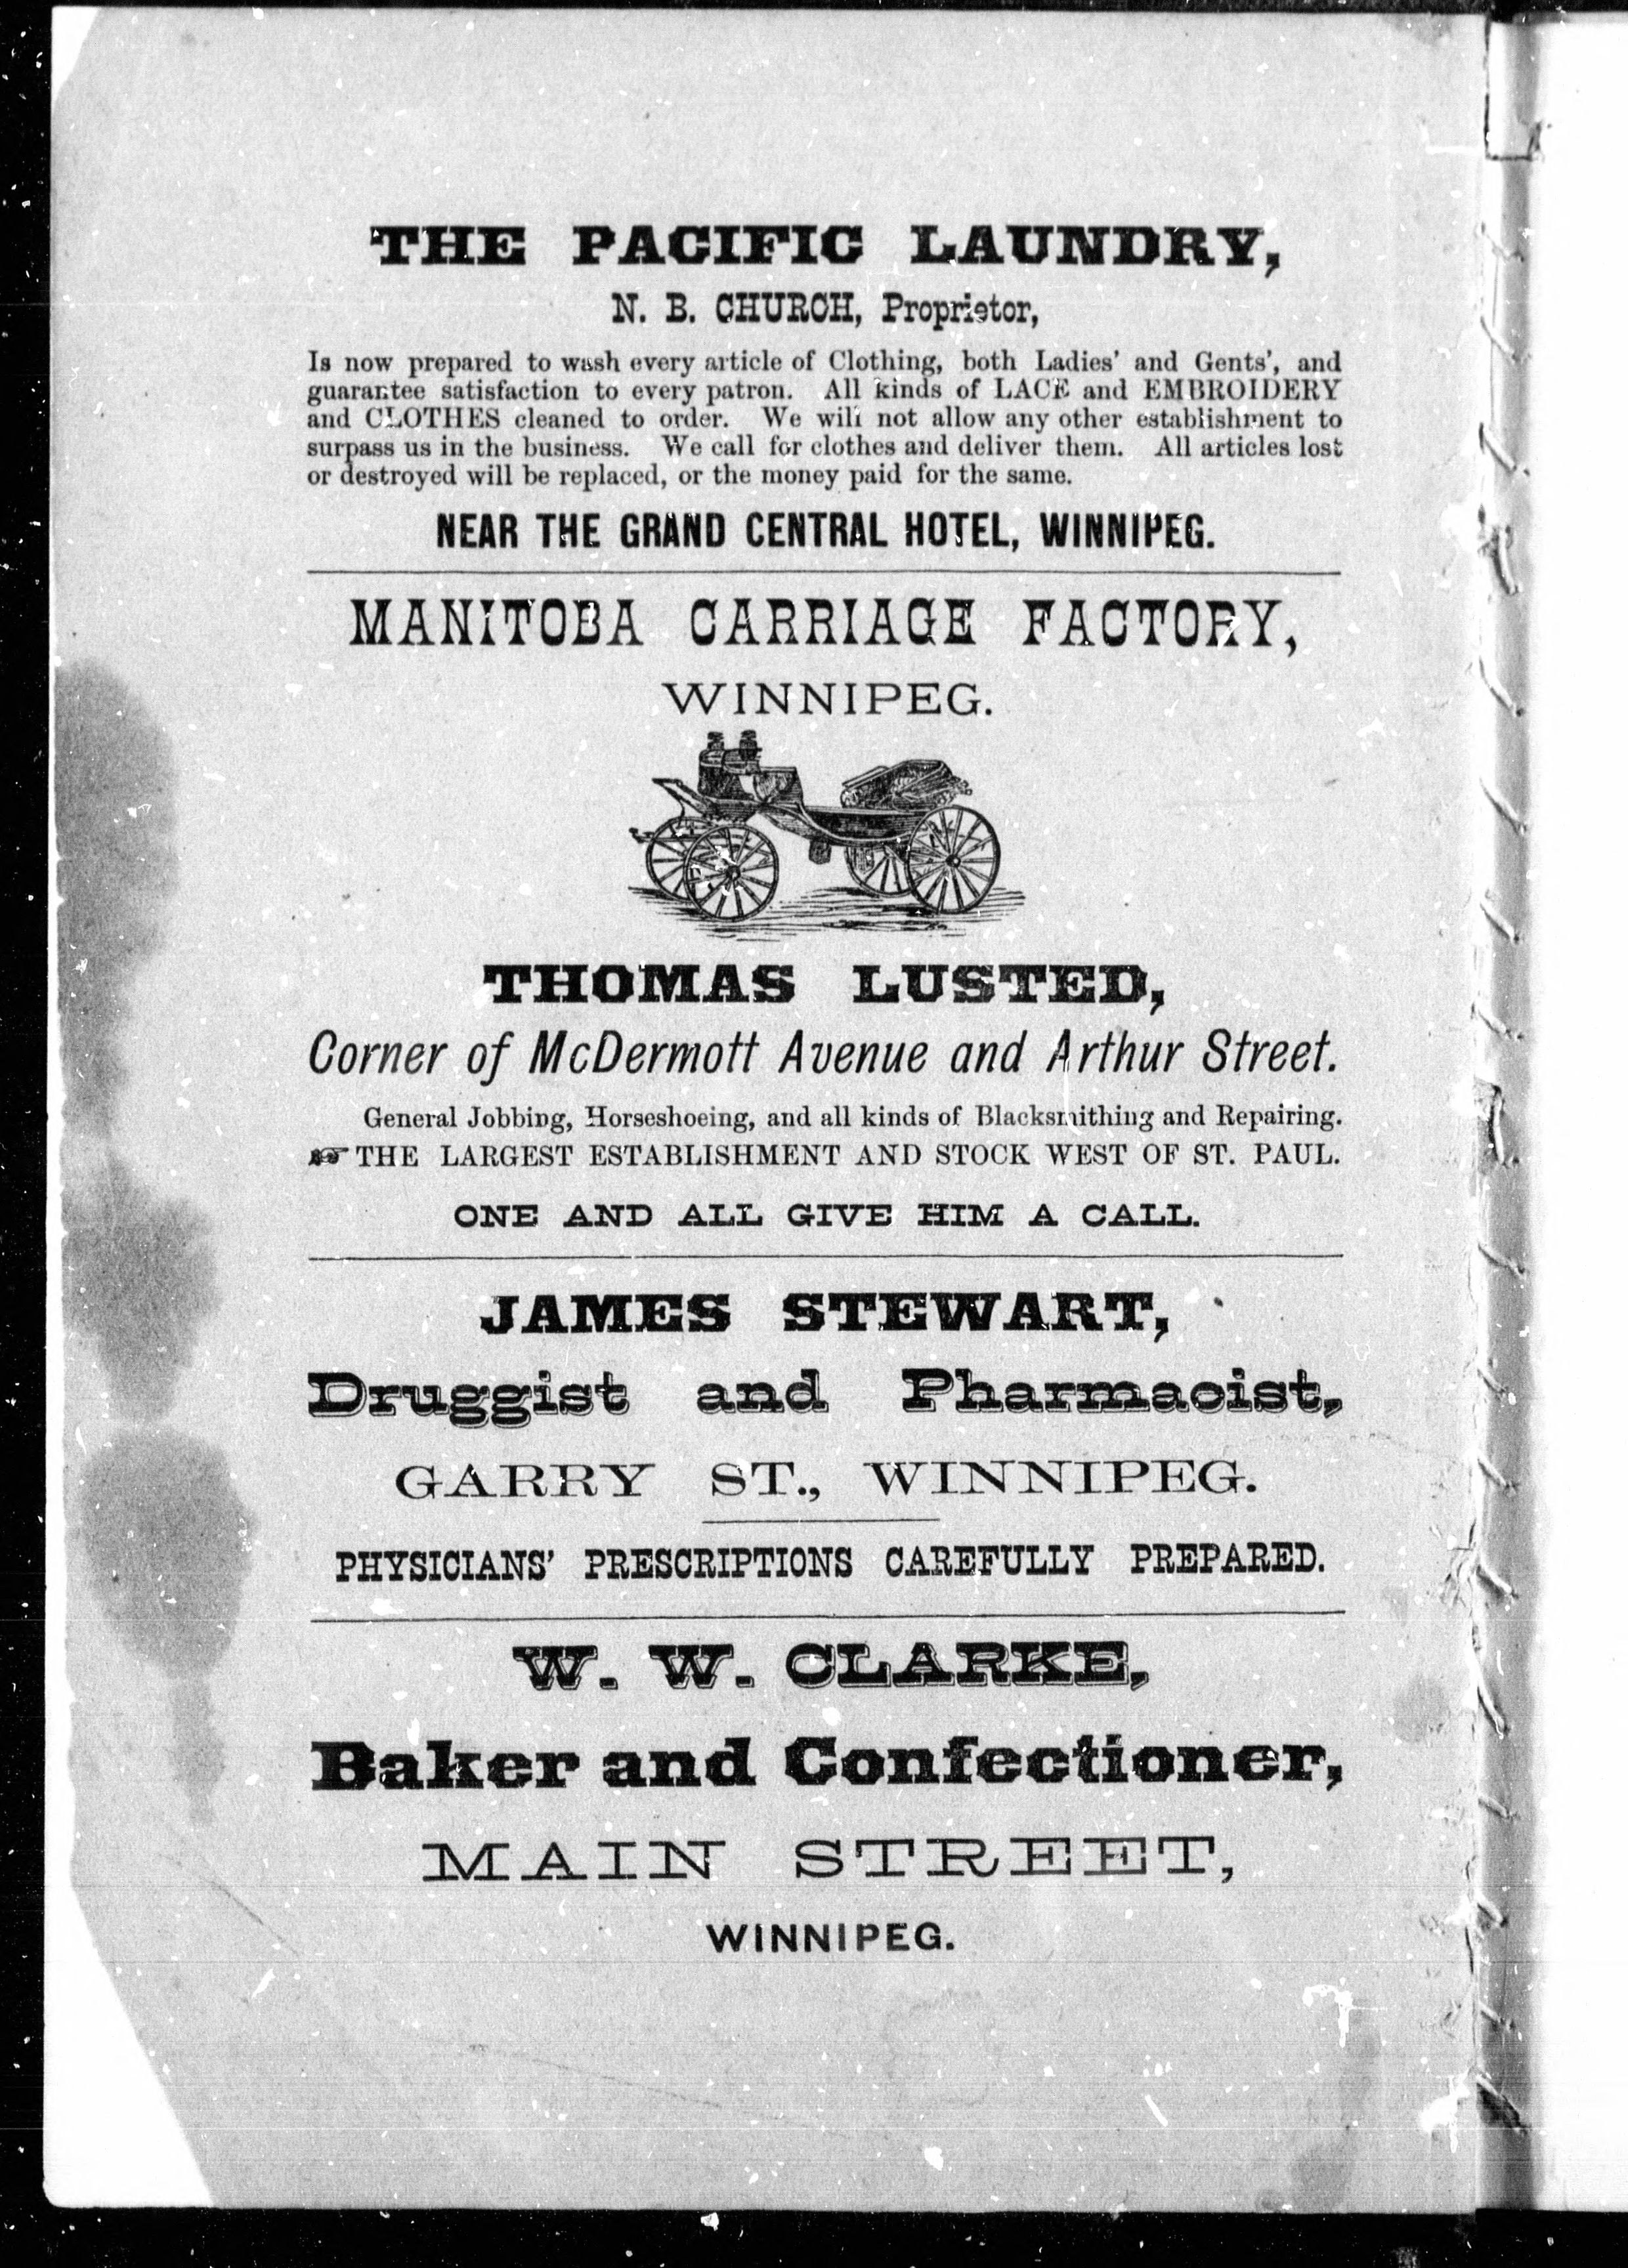 THE PACIFIC LAUNDRY,
N. B. CHURCH, Proprietor,
Is now prepared to wash every article of Clothing, both Ladies' and Gents', and
guarantee satisfaction to every patron. All kinds of LACE and EMBROIDERY
and CLOTHES cleaned to order. We will not allow any other establishment to
surpass us in the business. We call for clothes and deliver them. All articles lost
or destroyed will be replaced, or the money paid for the same.
NEAR THE GRAND CENTRAL HOTEL, WINNIPEG.
MANITOBA CARRIAGE FACTORY,
WINNIPEG.
THOMAS LUSTED,
Corner of McDermott Avenue and Arthur Street.
General Jobbing, Horseshoeing, and all kinds of Blacksmithing and Repairing.
☞ THE LARGEST ESTABLISHMENT AND STOCK WEST OF ST. PAUL.
ONE AND ALL GIVE HIM A CALL.
JAMES STEWART,
Druggist and Pharmacist,
GARRY ST., WINNIPEG.
PHYSICIANS' PRESCRIPTIONS CAREFULLY PREPARED.
W. W. CLARKE,
Baker and Confectioner,
MAIN STREET,
WINNIPEG.